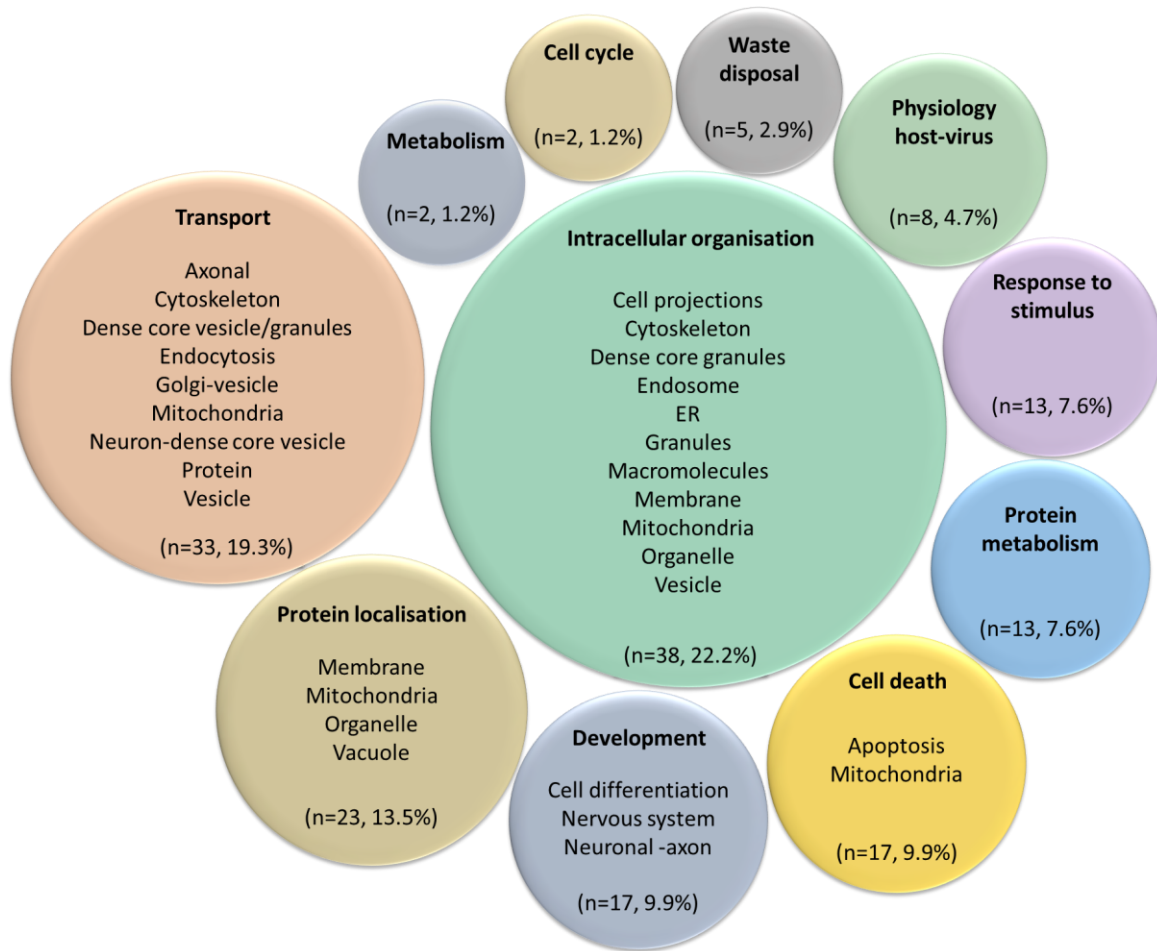 Cell cycle
(n=2, 1.2%)
Waste
disposal
(n=5, 2.9%)
Physiology
host-virus
(n=8, 4.7%)
Metabolism
(n=2, 1.2%)
Transport
Axonal
Cytoskeleton
Dense core vesicle/granules
Endocytosis
Golgi-vesicle
Mitochondria
Neuron-dense core vesicle
Protein
Vesicle
(n=33, 19.3%)
Intracellular organisation
Cell projections
Cytoskeleton
Dense core granules
Endosome
ER
Granules
Macromolecules
Membrane
Mitochondria
Organelle
Vesicle
(n=38, 22.2%)
Response to
stimulus
(n=13, 7.6%)
Protein
metabolism
(n=13, 7.6%)
Protein localisation
Membrane
Mitochondria
Organelle
Vacuole
(n=23, 13.5%)
Development
Cell differentiation
Nervous system
Neuronal -axon
(n=17, 9.9%)
Cell death
Apoptosis
Mitochondria
(n=17, 9.9%)